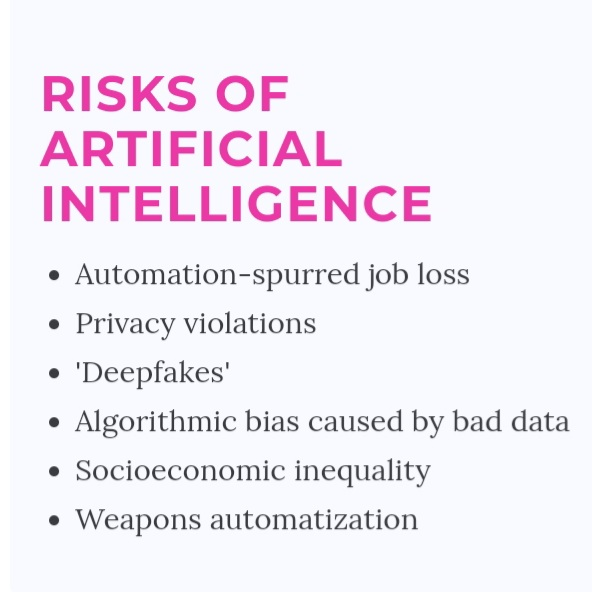 RISKS OF
ARTIFICIAL
INTELLIGENCE
• Automation-spurred job loss
• Privacy violations
• 'Deepfakes'
• Algorithmic bias caused by bad data
• Socioeconomic inequality
• Weapons automatization